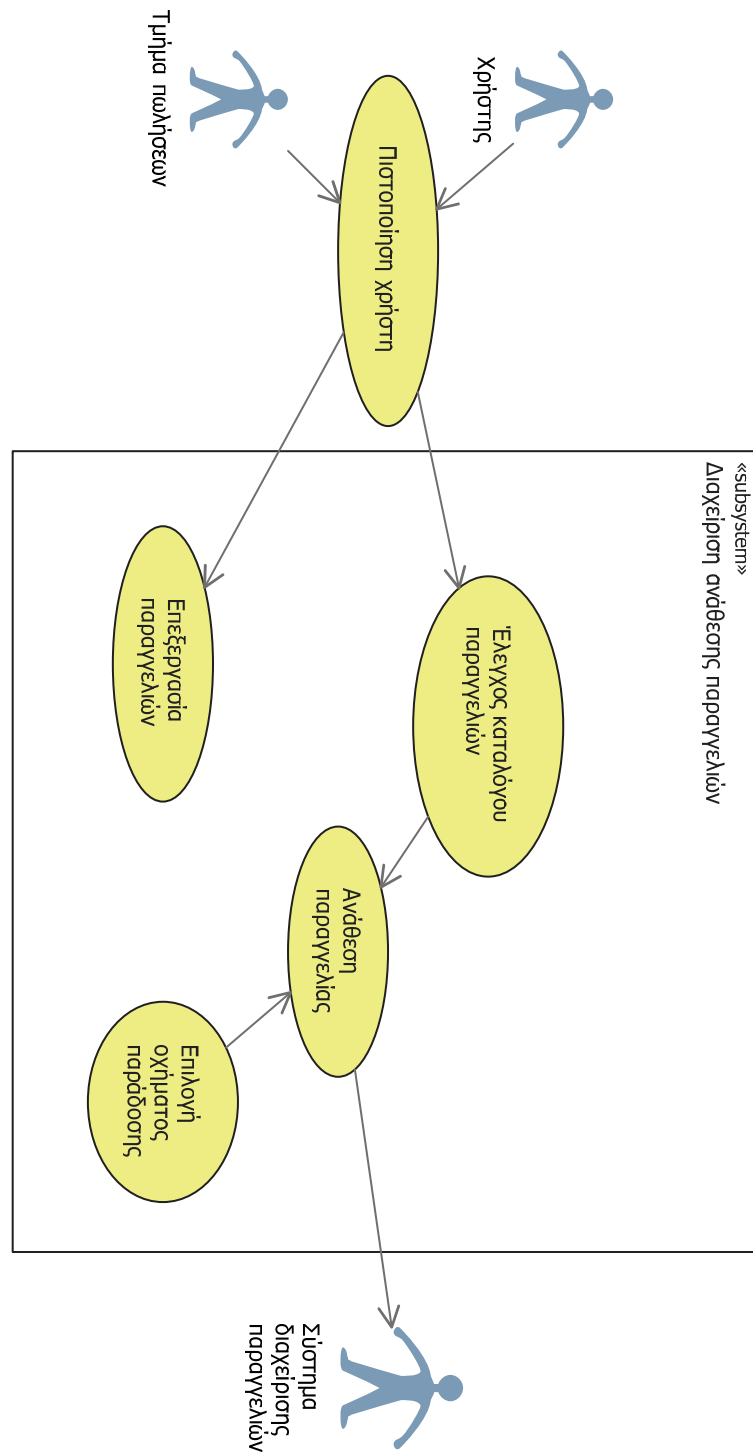 «subsystem»
Διαχείριση ανάθεσης παραγγελιών
Χρήστης
Τμήμα πωλήσεων
Πιστοποίηση χρήστη
Έλεγχος καταλόγου
παραγγελιών
Επεξεργασία
παραγγελιών
Ανάθεση
παραγγελίας
Επιλογή
οχήματος
παράδοσης
Σύστημα
διαχείρισης
παραγγελιών